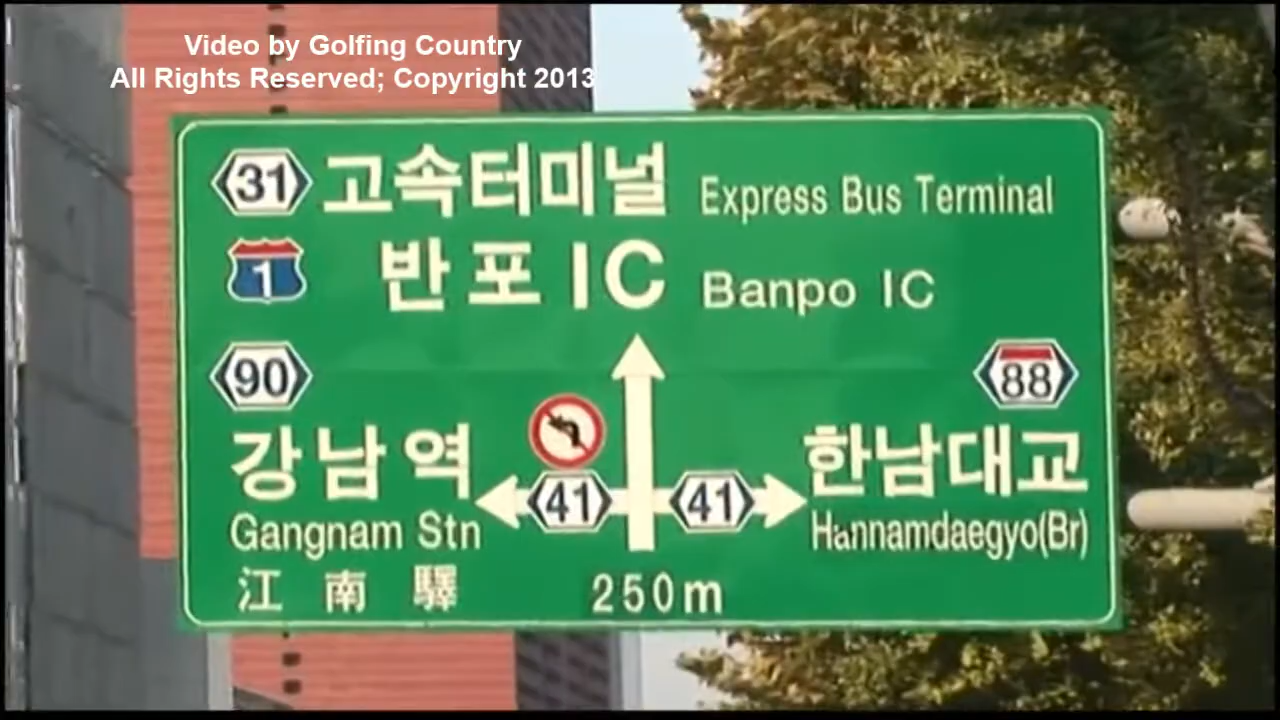 Video by Golfing Country
All Rights Reserved; Copyright 2013
31 고속터미널 Express Bus Terminal
1 반포 IC Banpo IC
90
88
강남역
41
41
한남대교
Gangnam Stn
Hannamdaegyo(Br)
江南驛
250m